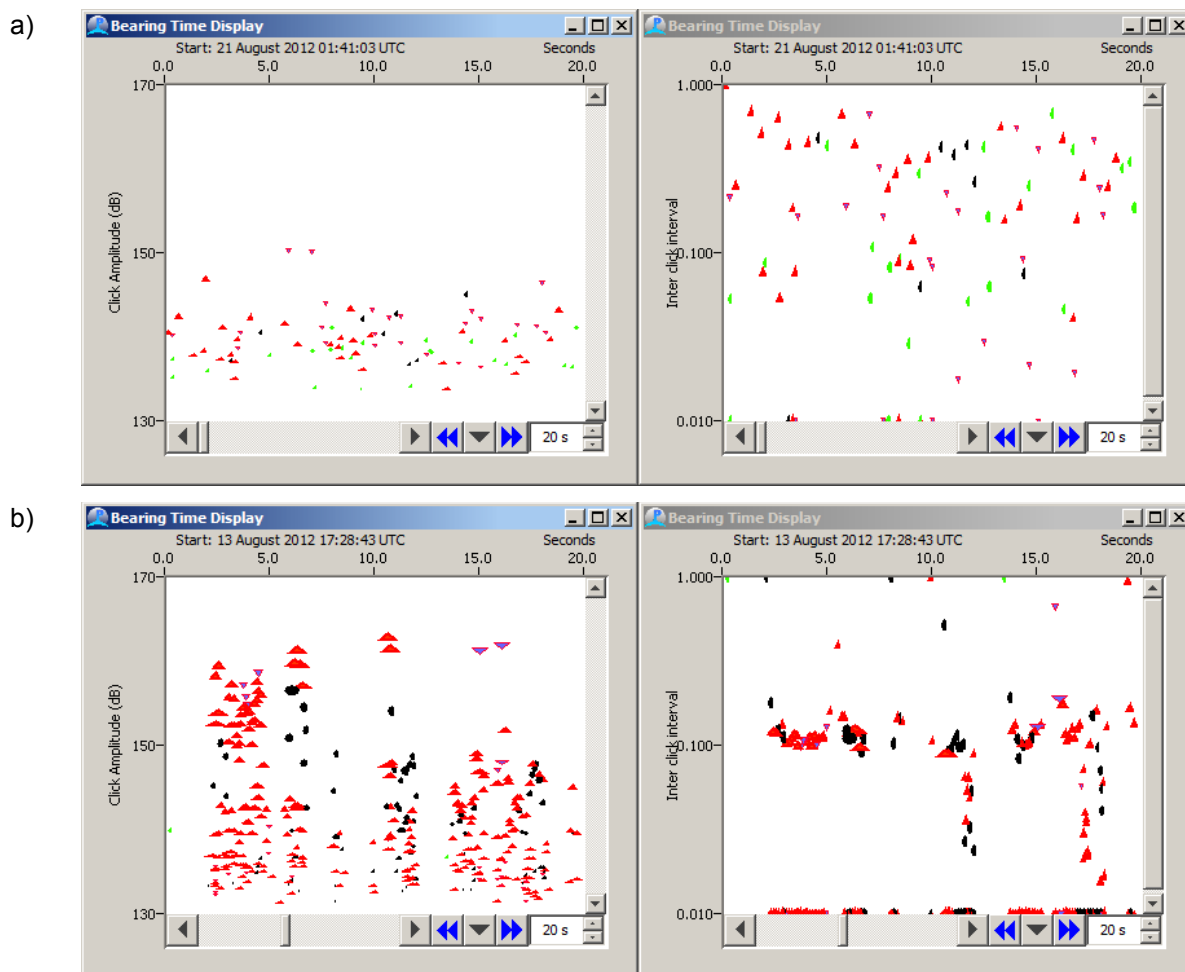 a)
Bearing Time Display
Start: 21 August 2012 01:41:03 UTC Seconds
0.0 5.0 10.0 15.0 20.0
170
150
130
Click Amplitude (dB)
20 s
Bearing Time Display
Start: 21 August 2012 01:41:03 UTC Seconds
0.0 5.0 10.0 15.0 20.0
1.000
0.100
0.010
Inter click interval
20 s
b)
Bearing Time Display
Start: 13 August 2012 17:28:43 UTC Seconds
0.0 5.0 10.0 15.0 20.0
170
150
130
Click Amplitude (dB)
20 s
Bearing Time Display
Start: 13 August 2012 17:28:43 UTC Seconds
0.0 5.0 10.0 15.0 20.0
1.000
0.100
0.010
Inter click interval
20 s